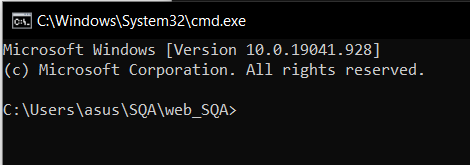 C:\Windows\System32\cmd.exe
Microsoft Windows [Version 10.0.19041.928]
(c) Microsoft Corporation. All rights reserved.
C:\Users\asus\SQA\web_SQA>